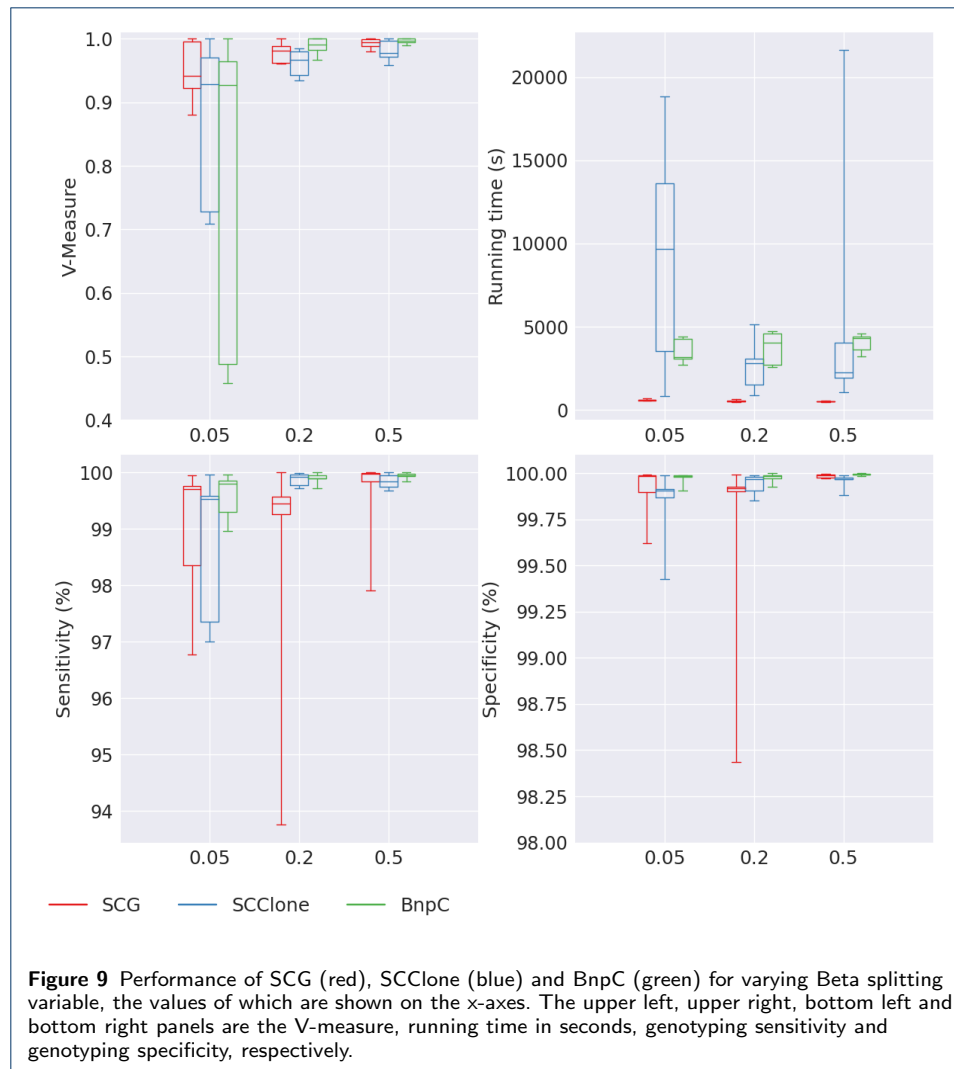 1.0
0.9
0.8
0.7
0.6
0.5
0.4
V-Measure
0.05 0.2 0.5
20000
15000
10000
5000
0
Running time (s)
0.05 0.2 0.5
100
99
98
97
96
95
94
Sensitivity (%)
0.05 0.2 0.5
100.00
99.75
99.50
99.25
99.00
98.75
98.50
98.25
98.00
Specificity (%)
0.05 0.2 0.5
SCG SCClone BnpC
Figure 9 Performance of SCG (red), SCClone (blue) and BnpC (green) for varying Beta splitting
variable, the values of which are shown on the x-axes. The upper left, upper right, bottom left and
bottom right panels are the V-measure, running time in seconds, genotyping sensitivity and
genotyping specificity, respectively.